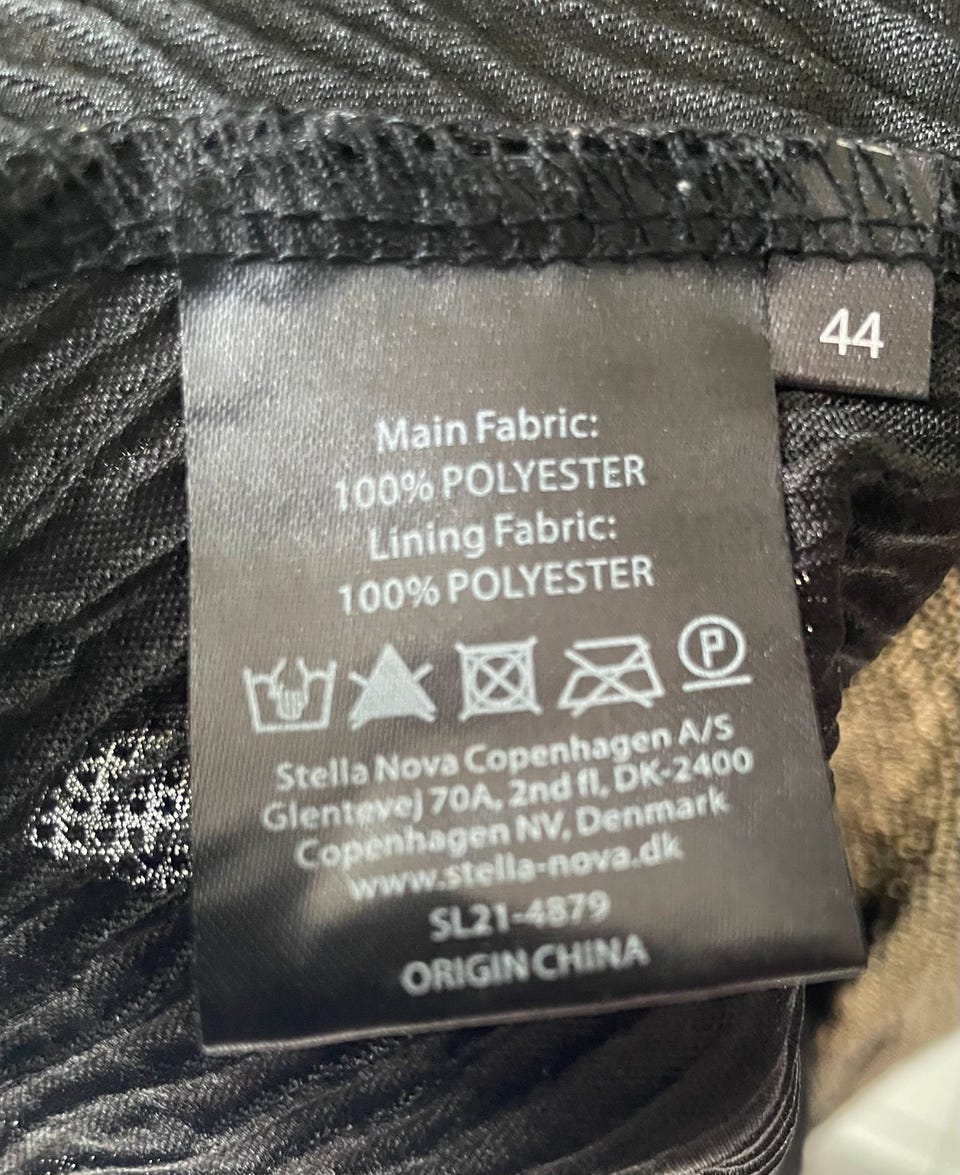 44
Main Fabric:
100% POLYESTER
Lining Fabric:
100% POLYESTER
P
Stella Nova Copenhagen A/S
Glentevej 70A, 2nd fl, DK-2400
Copenhagen NV, Denmark
www.stella-nova.dk
SL21-4879
ORIGIN CHINA